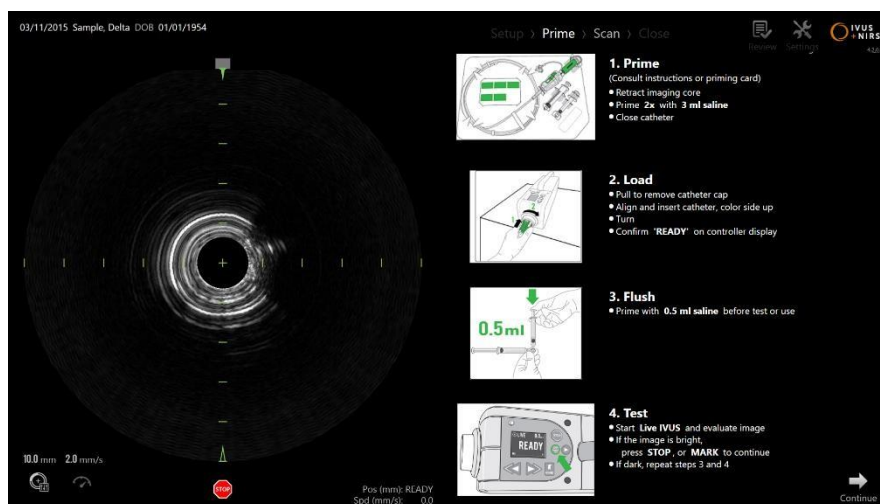 03/11/2015 Sample, Delta DOB 01/01/1954
Setup › Prime › Scan › Close
Review
Settings
IVUS
+NIRS
1. Prime
(Consult instructions or priming card)
• Retract imaging core
• Prime 2x with 3 ml saline
• Close catheter
2. Load
• Pull to remove catheter cap
• Align and insert catheter, color side up
• Turn
• Confirm 'READY' on controller display
1
2
3. Flush
• Prime with 0.5 ml saline before test or use
0.5ml
4. Test
• Start Live IVUS and evaluate image
• If the image is bright,
press STOP, or MARK to continue
• If dark, repeat steps 3 and 4
READY
10.0 mm 2.0 mm/s
STOP
Pos (mm): READY
Spd (mm/s): 0.0
Continue